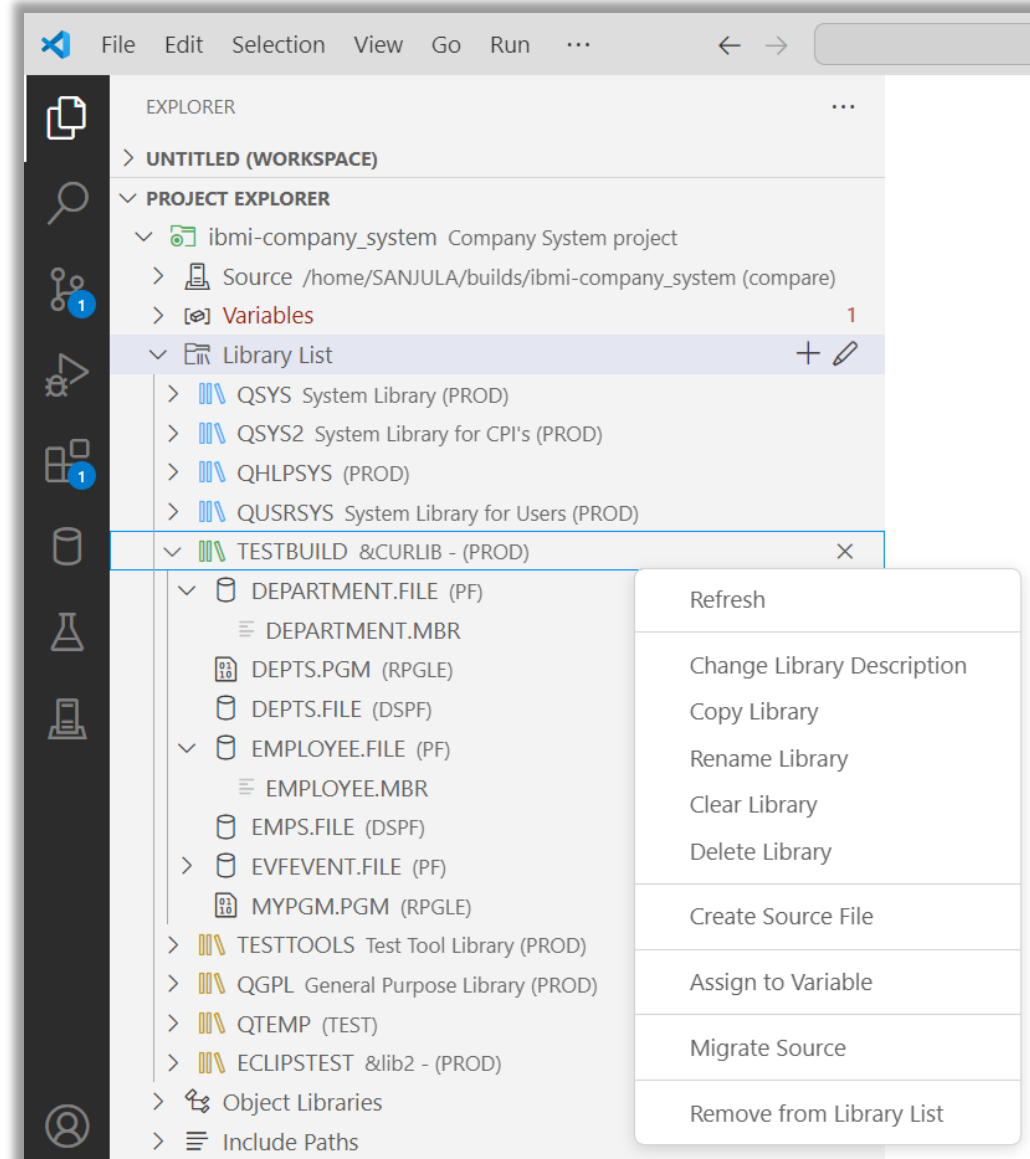 File Edit Selection View Go Run ···
EXPLORER ···
UNTITLED (WORKSPACE)
PROJECT EXPLORER
ibmi-company_system Company System project
Source /home/SANJULA/builds/ibmi-company_system (compare)
1
Variables 1
Library List
QSYS System Library (PROD)
QSYS2 System Library for CPI's (PROD)
1
QHLPSYS (PROD)
QUSRSYS System Library for Users (PROD)
TESTBUILD &CURLIB - (PROD)
DEPARTMENT.FILE (PF)
DEPARTMENT.MBR
DEPTS.PGM (RPGLE)
DEPTS.FILE (DSPF)
EMPLOYEE.FILE (PF)
EMPLOYEE.MBR
EMPS.FILE (DSPF)
EVFEVENT.FILE (PF)
MYPGM.PGM (RPGLE)
TESTTOOLS Test Tool Library (PROD)
QGPL General Purpose Library (PROD)
QTEMP (TEST)
ECLIPSTEST &lib2 - (PROD)
Object Libraries
Include Paths
Refresh
Change Library Description
Copy Library
Rename Library
Clear Library
Delete Library
Create Source File
Assign to Variable
Migrate Source
Remove from Library List